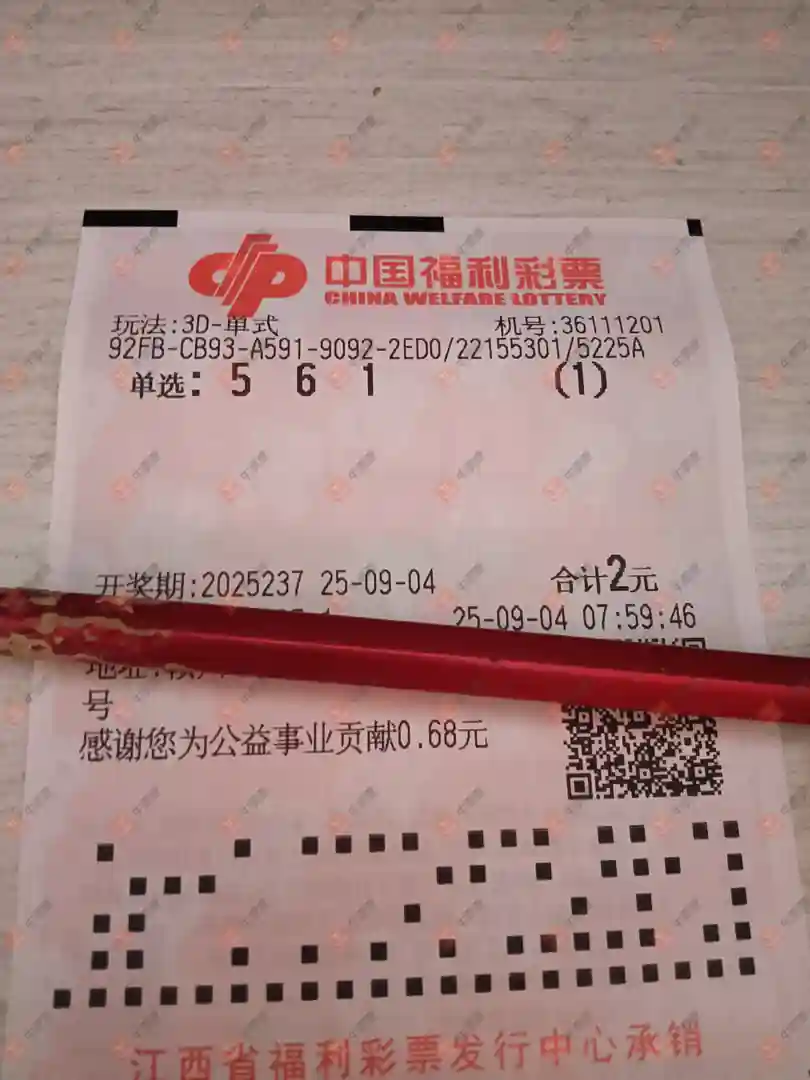 中国福利彩票
CHINA WELFARE LOTTERY
玩法:3D-单式 机号:36111201
92FB-CB93-A591-9092-2ED0/22155301/5225A
单选: 5 6 1 (1)
开奖期:2025237 25-09-04 合计2元
25-09-04 07:59:46
地址:
号
感谢您为公益事业贡献0.68元
江西省福利彩票发行中心承销